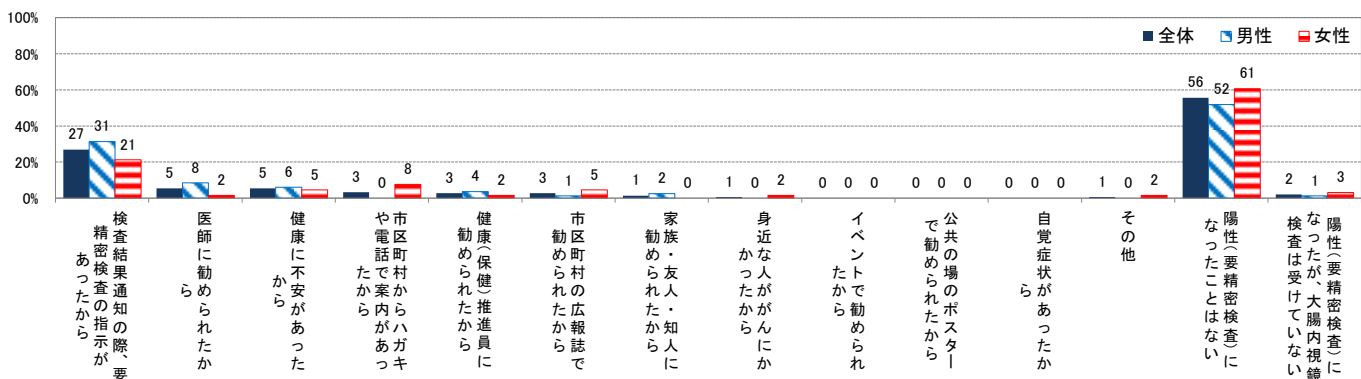 100%
80%
60%
40%
20%
0%
全体 男性 女性
27 31 21
5 8 2
5 6 5
3 0 8
3 4 2
3 1 5
1 2 0
1 0 2
0 0 0
0 0 0
0 0 0
1 0 2
56 52 61
2 1 3
検査結果通知の際、要
精密検査の指示が
あったから
医師に勧められたか
ら
健康に不安があった
から
市区町村からハガキ
や電話で案内があっ
たから
健康(保健)推進員に
勧められたから
市区町村の広報誌で
勧められたから
家族・友人・知人に
勧められたから
身近な人ががんにか
かったから
イベントで勧められ
たから
公共の場のポスター
で勧められたから
自覚症状があったか
ら
その他
陽性(要精密検査)に
なったことはない
陽性(要精密検査)に
なったが、大腸内視鏡
検査は受けていない